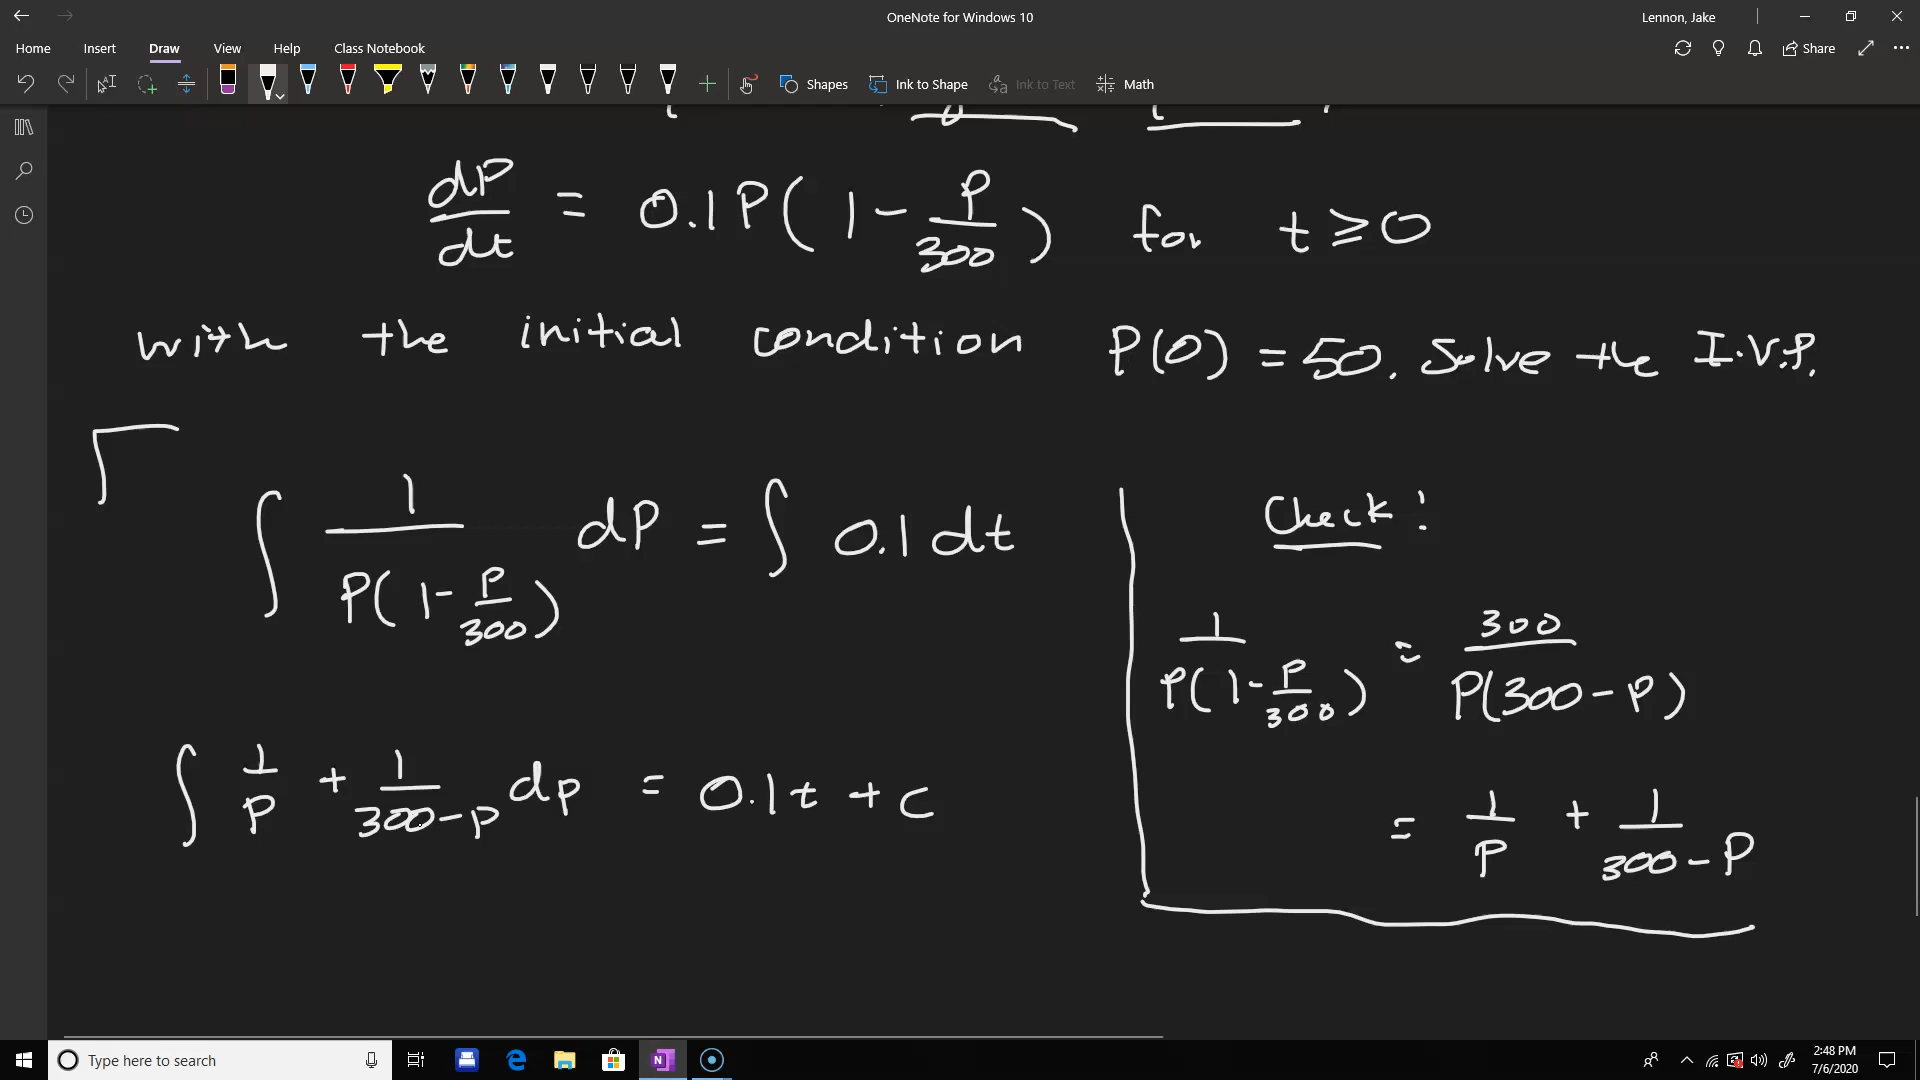 OneNote for Windows 10
Lennon, Jake
Home Insert Draw View Help Class Notebook
Share
Shapes Ink to Shape Ink to Text Math
dP/dt = 0.1P(1 - P/300) for t ≥ 0
with the initial condition P(0) = 50. Solve the I.V.P.
∫ 1/(P(1 - P/300)) dP = ∫ 0.1 dt
∫ 1/P + 1/(300-P) dp = 0.1t + C
Check!
1/(P(1 - P/300)) = 300/(P(300 - P))
= 1/P + 1/(300 - P)
Type here to search
2:48 PM
7/6/2020